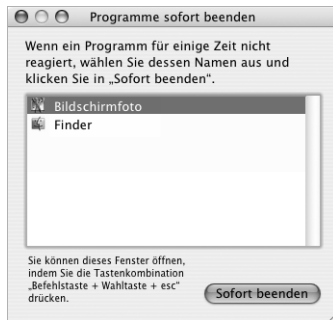 Programme sofort beenden
Wenn ein Programm für einige Zeit nicht
reagiert, wählen Sie dessen Namen aus und
klicken Sie in „Sofort beenden“.
Bildschirmfoto
Finder
Sie können dieses Fenster öffnen,
indem Sie die Tastenkombination
„Befehlstaste + Wahltaste + esc“
drücken.
Sofort beenden